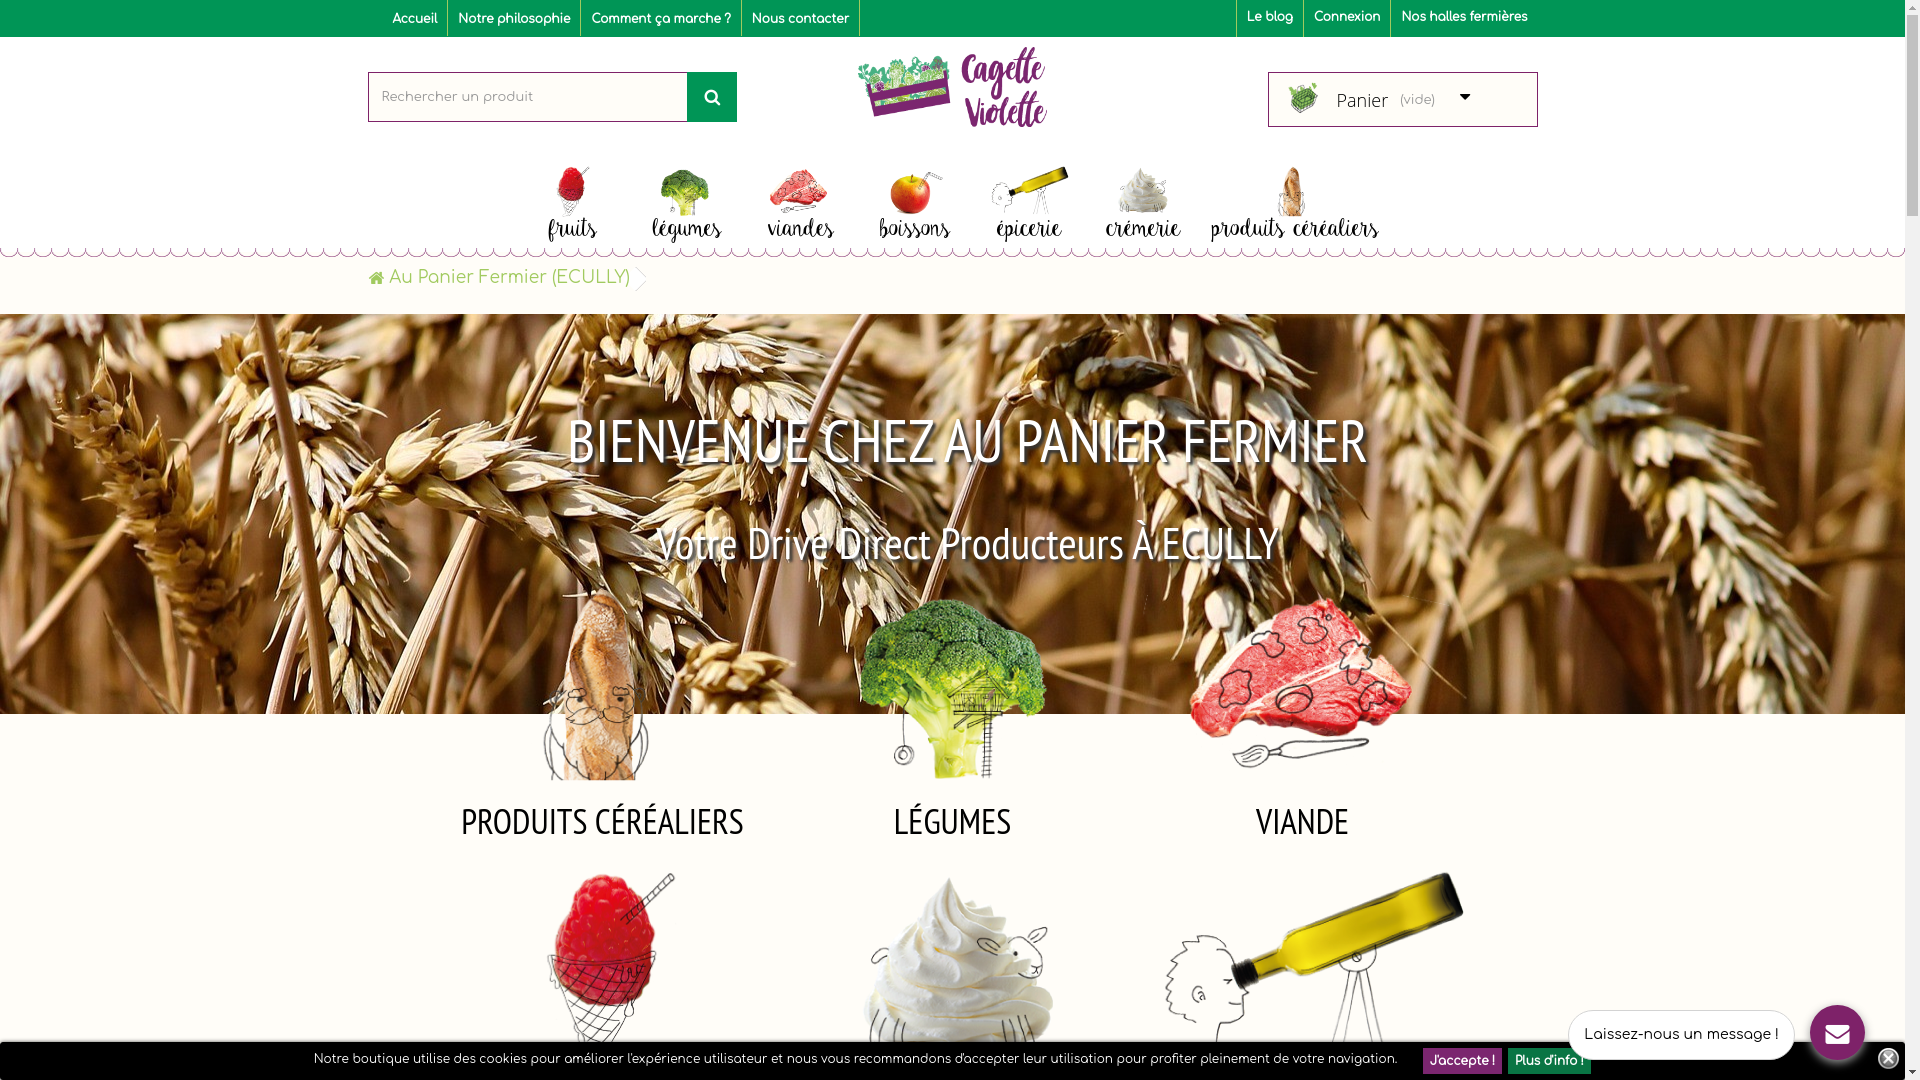 Accueil
Notre philosophie
Comment ça marche ?
Nous contacter
Le blog
Connexion
Nos halles fermières
Rechercher un produit
Cagette
Violette
Panier (vide)
fruits
légumes
viandes
boissons
épicerie
crémerie
produits céréaliers
Au Panier Fermier (ECULLY)
BIENVENUE CHEZ AU PANIER FERMIER
Votre Drive Direct Producteurs À ECULLY
PRODUITS CÉRÉALIERS
LÉGUMES
VIANDE
Laissez-nous un message !
Notre boutique utilise des cookies pour améliorer l'expérience utilisateur et nous vous recommandons d'accepter leur utilisation pour profiter pleinement de votre navigation.
J'accepte !
Plus d'info !